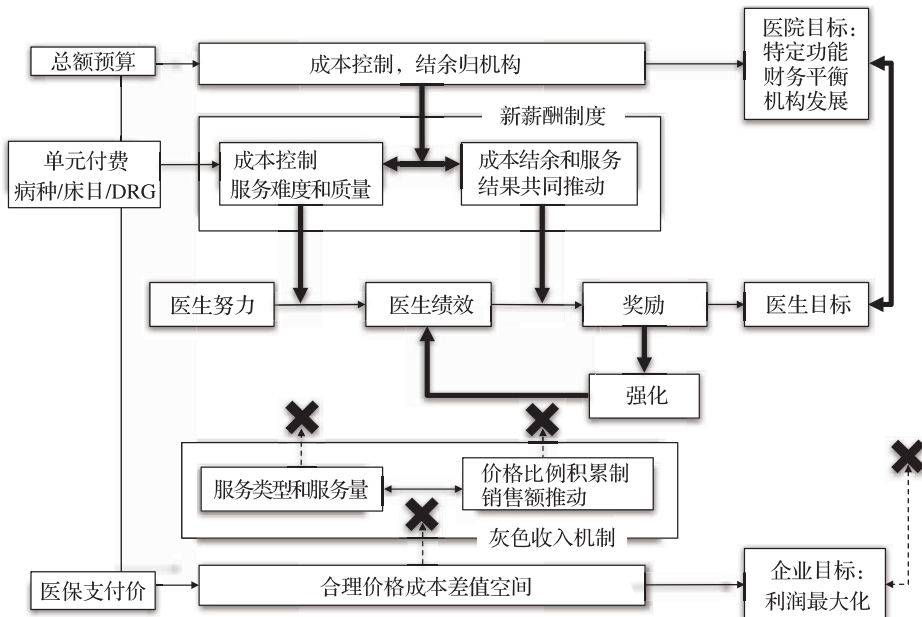 总额预算
成本控制，结余归机构
医院目标：
特定功能
财务平衡
机构发展
新薪酬制度
单元付费
病种/床日/DRG
成本控制
服务难度和质量
成本结余和服务
结果共同推动
医生努力
医生绩效
奖励
医生目标
强化
服务类型和服务量
价格比例积累制
销售额推动
灰色收入机制
医保支付价
合理价格成本差值空间
企业目标：
利润最大化